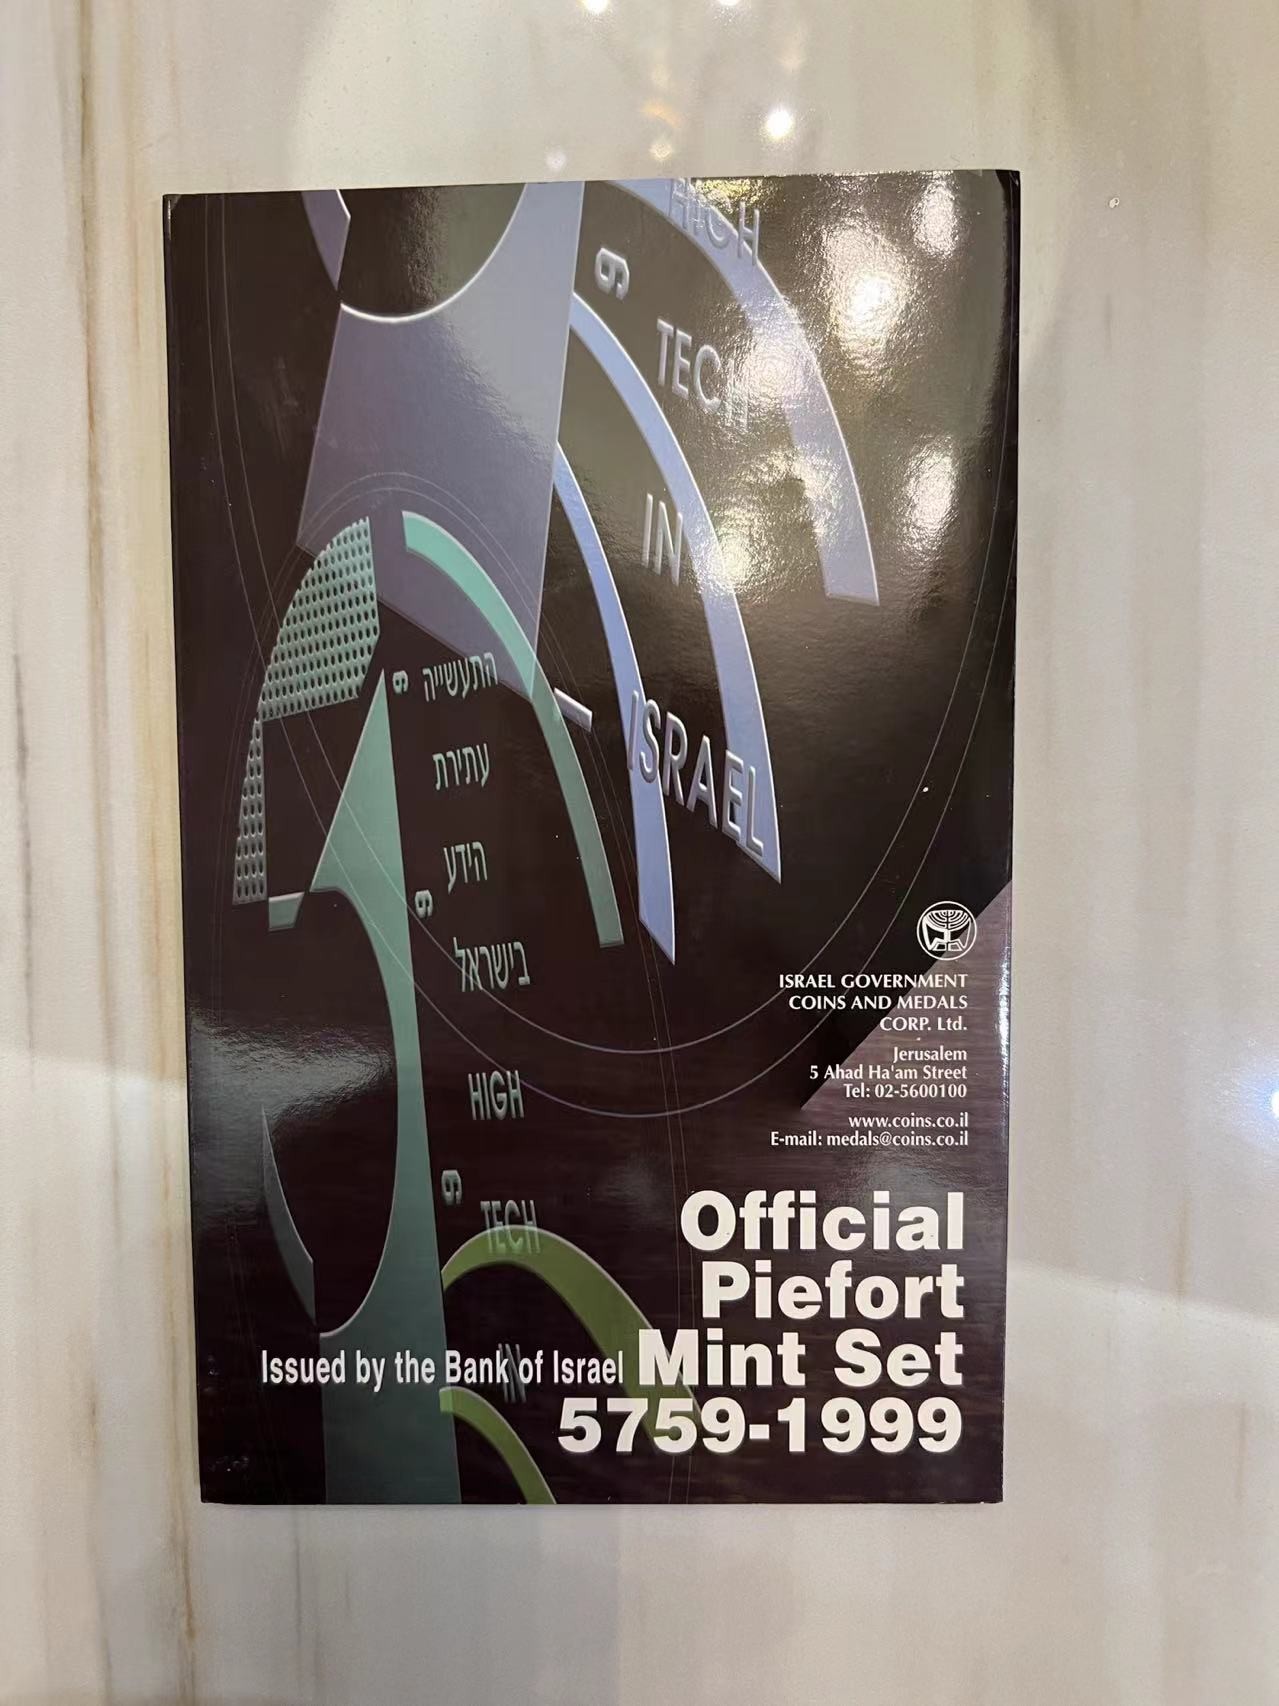 HIGH
TECH
IN
ISRAEL
התעשייה
עתירת
הידע
בישראל
HIGH
TECH
IN
ISRAEL GOVERNMENT
COINS AND MEDALS
CORP. Ltd.
Jerusalem
5 Ahad Ha'am Street
Tel: 02-5600100
www.coins.co.il
E-mail: medals@coins.co.il
Official
Piefort
Issued by the Bank of Israel Mint Set
5759-1999